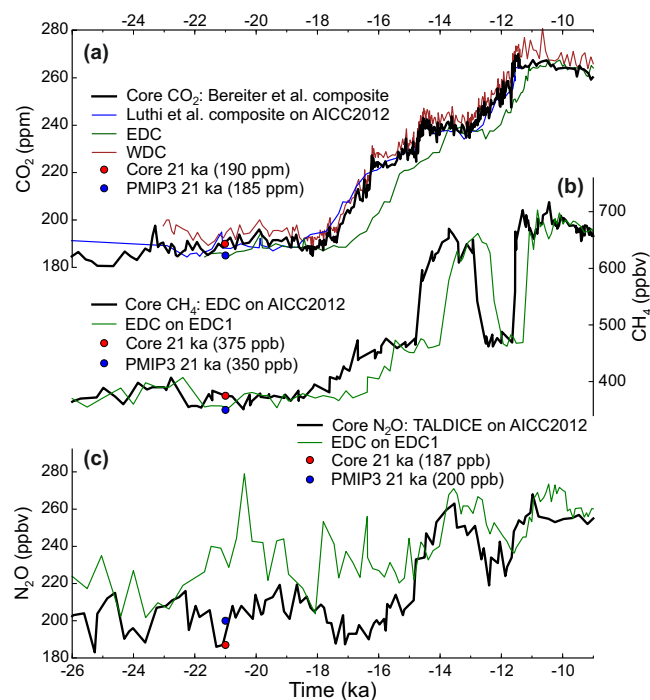 -26 -24 -22 -20 -18 -16 -14 -12 -10
(a)
280
260
240
220
200
180
CO₂ (ppm)
Core CO₂: Bereiter et al. composite
Luthi et al. composite on AICC2012
EDC
WDC
Core 21 ka (190 ppm)
PMIP3 21 ka (185 ppm)
(b)
700
600
500
400
CH₄ (ppbv)
Core CH₄: EDC on AICC2012
EDC on EDC1
Core 21 ka (375 ppb)
PMIP3 21 ka (350 ppb)
Core N₂O: TALDICE on AICC2012
EDC on EDC1
Core 21 ka (187 ppb)
PMIP3 21 ka (200 ppb)
(c)
280
260
240
220
200
180
N₂O (ppbv)
-26 -24 -22 -20 -18 -16 -14 -12 -10
Time (ka)